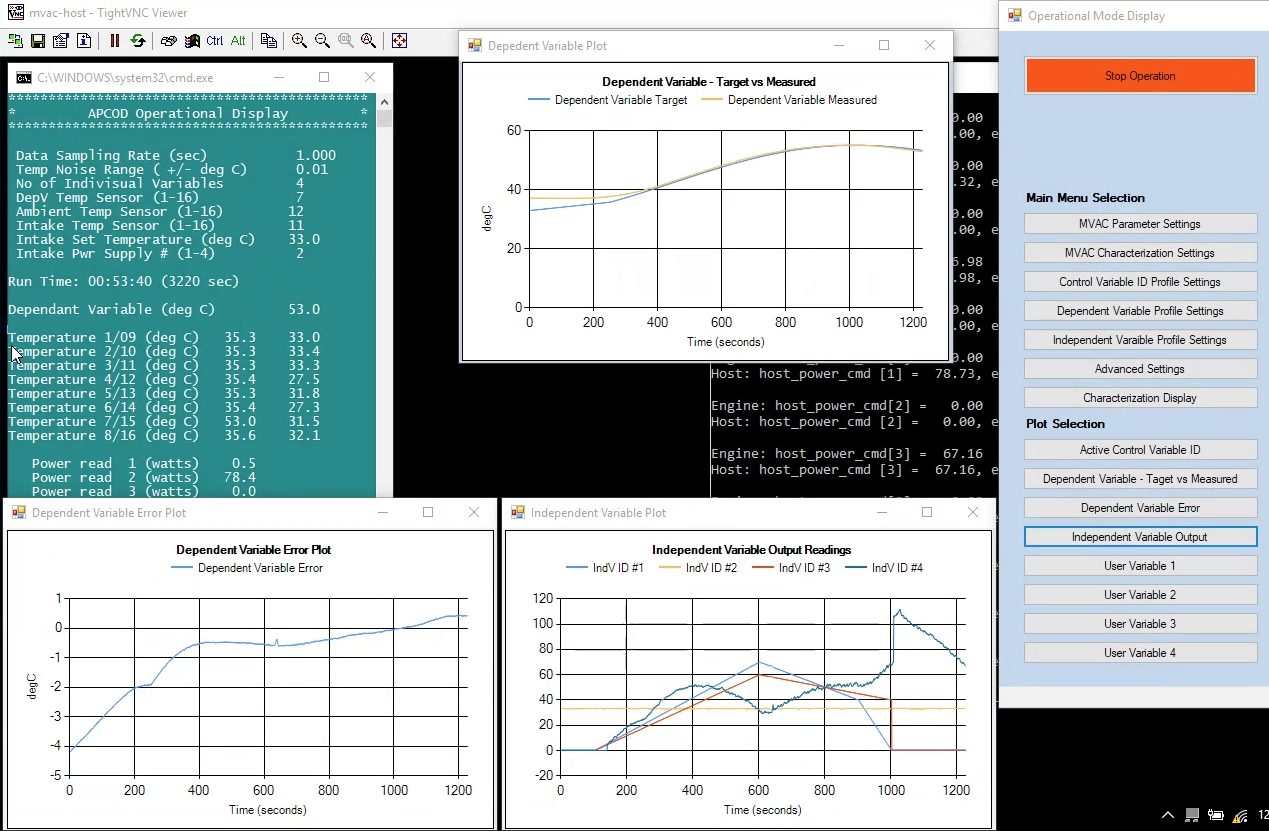 mvac-host - TightVNC Viewer
Ctrl Alt
C:\WINDOWS\system32\cmd.exe
*********************************************
* APCOD Operational Display *
*********************************************
Data Sampling Rate (sec) 1.000
Temp Noise Range ( +/- deg C) 0.01
No of Indivisual Variables 4
DepV Temp Sensor (1-16) 7
Ambient Temp Sensor (1-16) 12
Intake Temp Sensor (1-16) 11
Intake Set Temperature (deg C) 33.0
Intake Pwr Supply # (1-4) 2
Run Time: 00:53:40 (3220 sec)
Dependant Variable (deg C) 53.0
Temperature 1/09 (deg C) 35.3 33.0
Temperature 2/10 (deg C) 35.3 33.4
Temperature 3/11 (deg C) 35.3 33.3
Temperature 4/12 (deg C) 35.4 27.5
Temperature 5/13 (deg C) 35.3 31.8
Temperature 6/14 (deg C) 35.4 27.3
Temperature 7/15 (deg C) 53.0 31.5
Temperature 8/16 (deg C) 35.6 32.1
Power read 1 (watts) 0.5
Power read 2 (watts) 78.4
Power read 3 (watts) 0.0
Depedent Variable Plot
Dependent Variable - Target vs Measured
Dependent Variable Target Dependent Variable Measured
60
40
20
0
degC
0 200 400 600 800 1000 1200
Time (seconds)
0.00
.00, e
0.00
.32, e
0.00
.00, e
6.98
.98, e
0.00
.00, e
0.00
Host: host_power_cmd [1] = 78.73, e
Engine: host_power_cmd[2] = 0.00
Host: host_power_cmd [2] = 0.00, e
Engine: host_power_cmd[3] = 67.16
Host: host_power_cmd [3] = 67.16, e
Dependent Variable Error Plot
Dependent Variable Error Plot
Dependent Variable Error
1
0
-1
-2
-3
-4
-5
degC
0 200 400 600 800 1000 1200
Time (seconds)
Independent Variable Plot
Independent Variable Output Readings
IndV ID #1 IndV ID #2 IndV ID #3 IndV ID #4
120
100
80
60
40
20
0
-20
0 200 400 600 800 1000 1200
Time (seconds)
Operational Mode Display
Stop Operation
Main Menu Selection
MVAC Parameter Settings
MVAC Characterization Settings
Control Variable ID Profile Settings
Dependent Variable Profile Settings
Independent Varaible Profile Settings
Advanced Settings
Characterization Display
Plot Selection
Active Control Variable ID
Dependent Variable - Taget vs Measured
Dependent Variable Error
Independent Variable Output
User Variable 1
User Variable 2
User Variable 3
User Variable 4
12